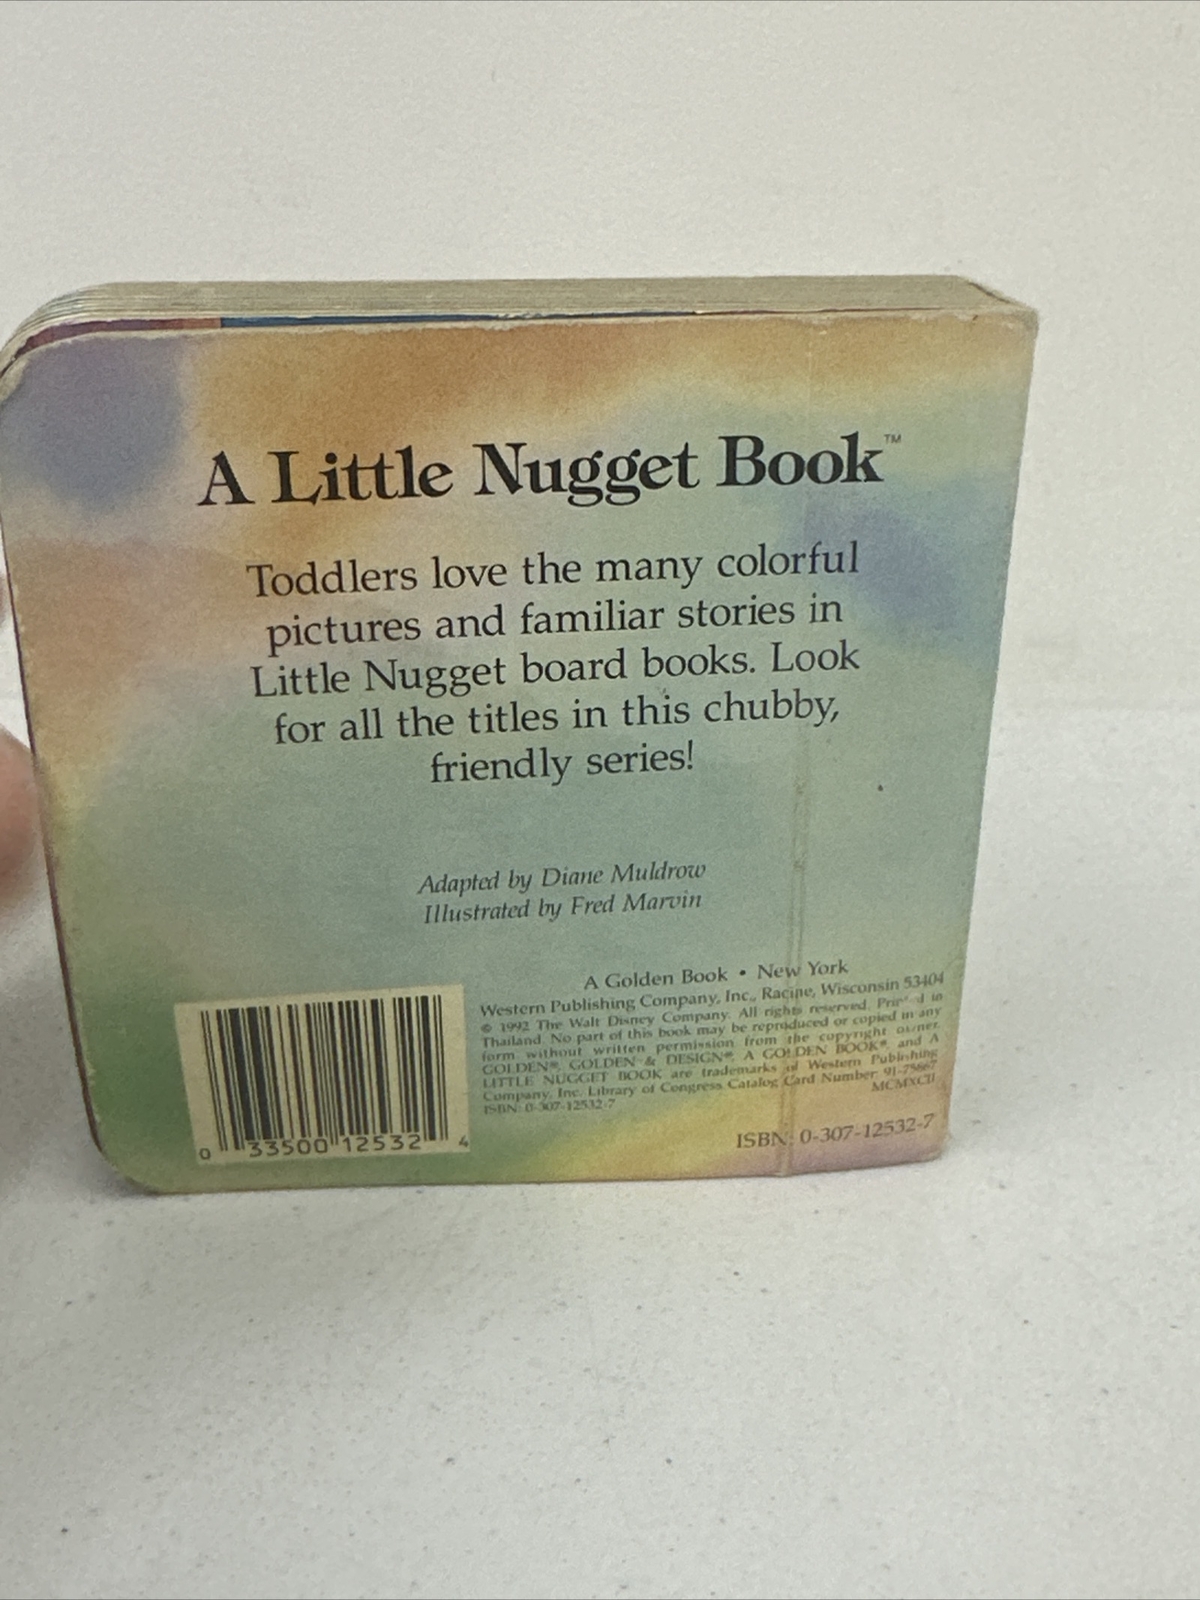 A Little Nugget Book™
Toddlers love the many colorful
pictures and familiar stories in
Little Nugget board books. Look
for all the titles in this chubby,
friendly series!
Adapted by Diane Muldrow
Illustrated by Fred Marvin
A Golden Book • New York
Western Publishing Company, Inc., Racine, Wisconsin 53404
© 1992 The Walt Disney Company. All rights reserved. Printed in
Thailand. No part of this book may be reproduced or copied in any
form without written permission from the copyright owner.
GOLDEN®, GOLDEN & DESIGN®, A GOLDEN BOOK®, and A
LITTLE NUGGET BOOK are trademarks of Western Publishing
Company, Inc. Library of Congress Catalog Card Number: 91-75667
ISBN: 0-307-12532-7
MCMXCII
0 33500 12532 4
ISBN: 0-307-12532-7